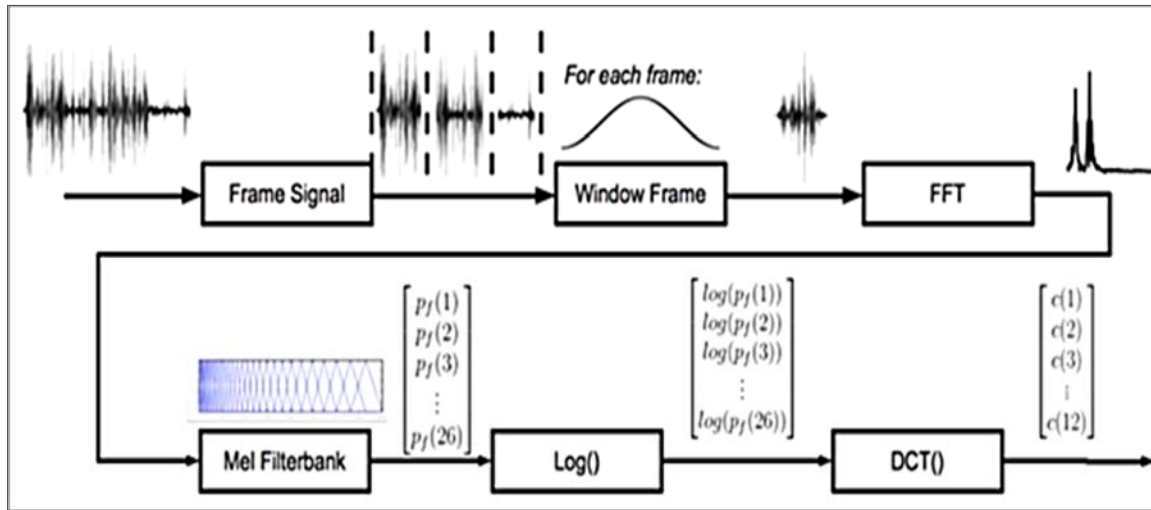 For each frame:
Frame Signal
Window Frame
FFT
p_f(1)
p_f(2)
p_f(3)
⋮
p_f(26)
log(p_f(1))
log(p_f(2))
log(p_f(3))
⋮
log(p_f(26))
c(1)
c(2)
c(3)
⋮
c(12)
Mel Filterbank
Log()
DCT()